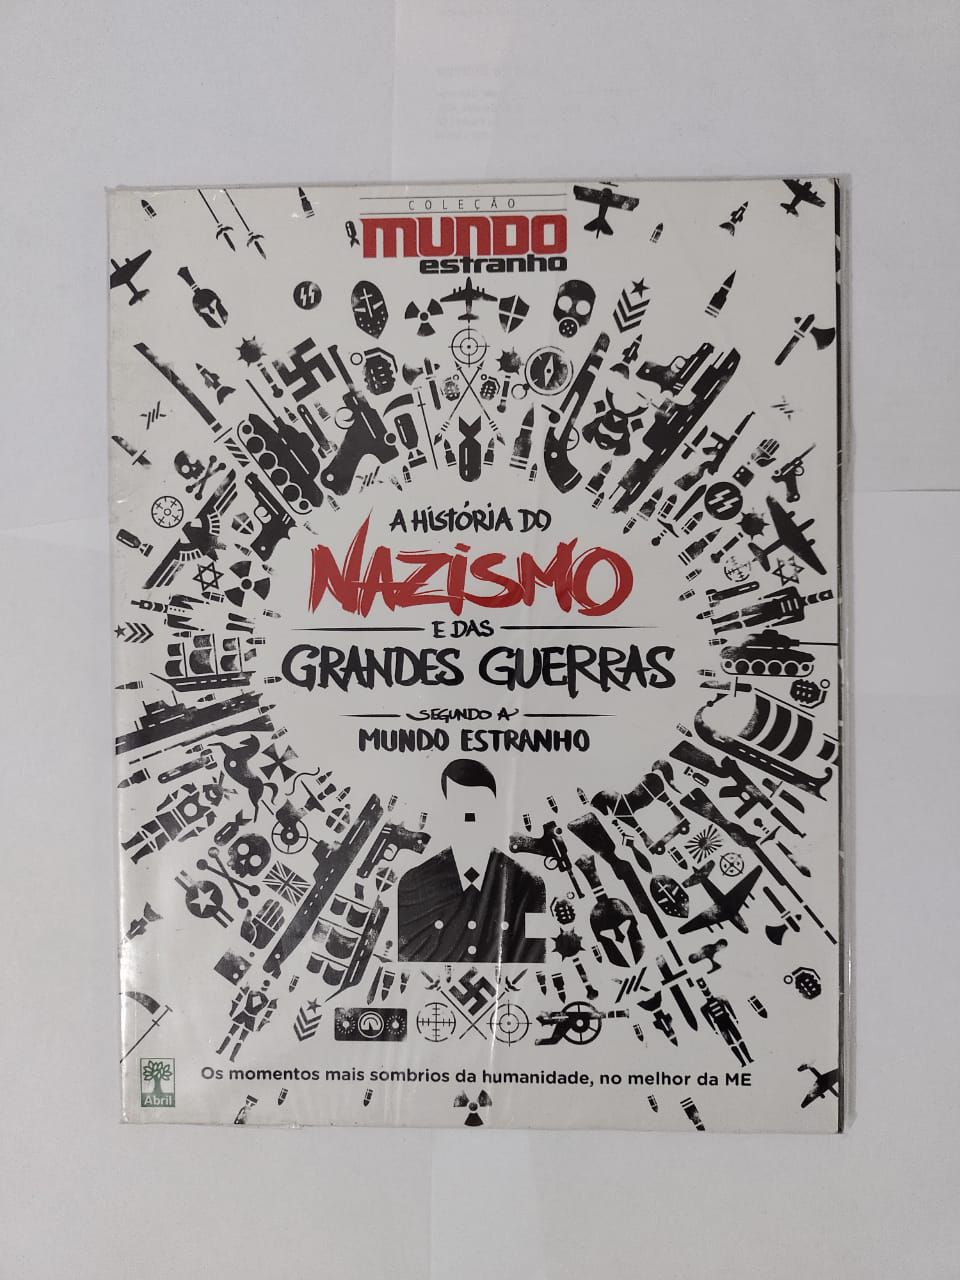 COLEÇÃO
MUNDO
estranho
A HISTÓRIA DO
NAZISMO
E DAS
GRANDES GUERRAS
SEGUNDO A
MUNDO ESTRANHO
Os momentos mais sombrios da humanidade, no melhor da ME
Abril